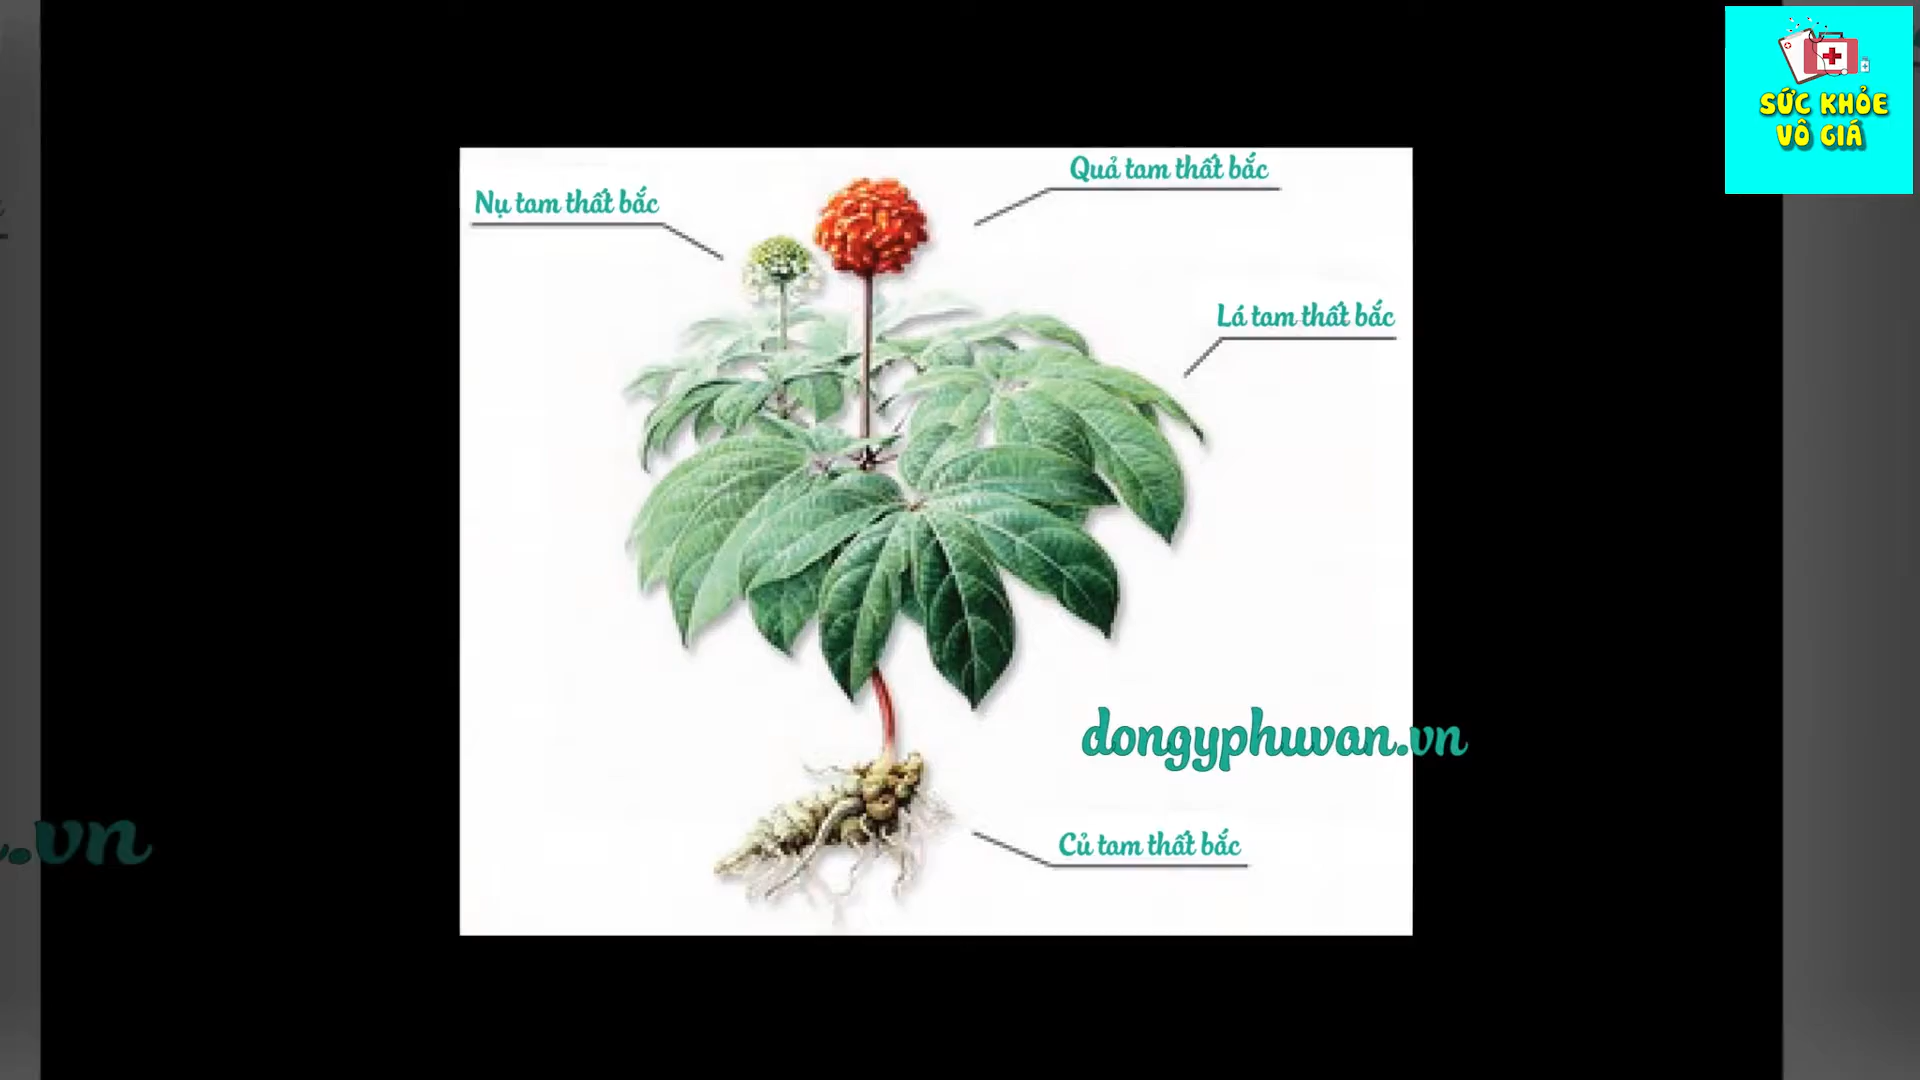 SỨC KHỎE
VÔ GIÁ
Quả tam thất bắc
Nụ tam thất bắc
Lá tam thất bắc
dongyphuvan.vn
.vn
Củ tam thất bắc